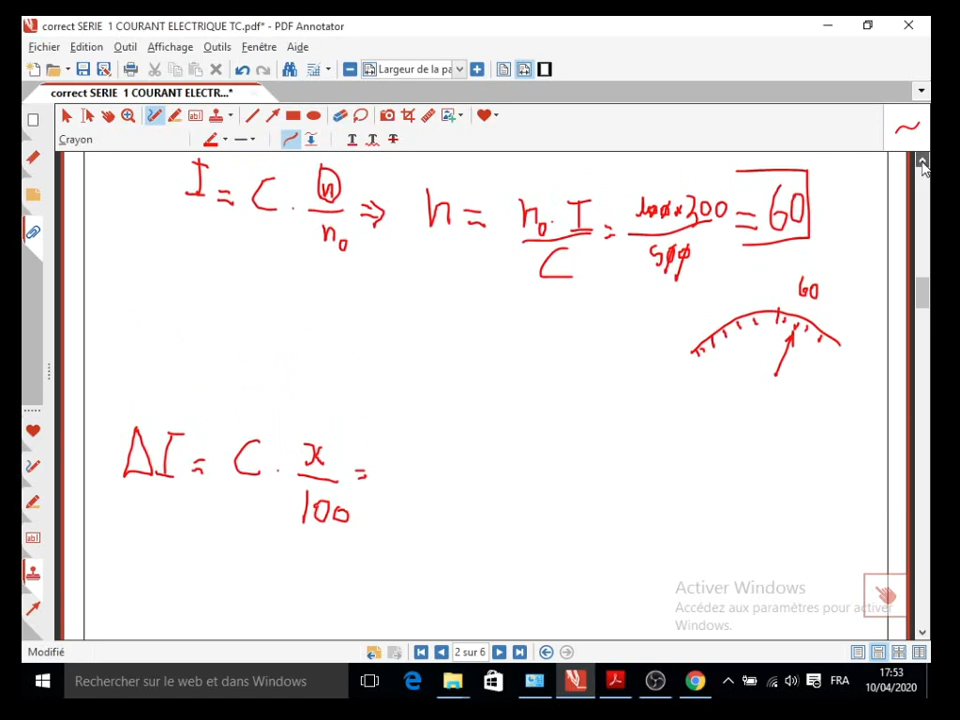 correct SERIE 1 COURANT ELECTRIQUE TC.pdf* - PDF Annotator
Fichier Edition Outil Affichage Outils Fenêtre Aide
Largeur de la pa
correct SERIE 1 COURANT ELECTR...*
Crayon
I = C . n/n₀ ⇒ n = n₀ . I/C = 100×300/500 = 60
60
ΔI = C . x/100 =
Activer Windows
Accédez aux paramètres pour activer
Windows.
Modifié
2 sur 6
Rechercher sur le web et dans Windows
FRA
17:53
10/04/2020